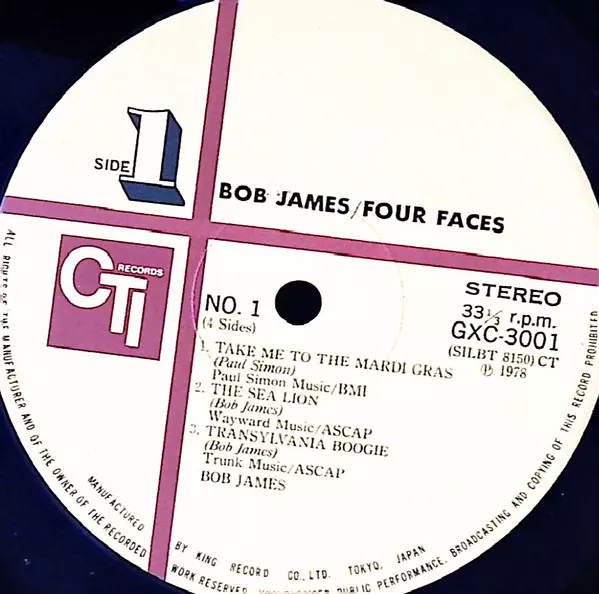 SIDE 1
BOB JAMES/FOUR FACES
CTI RECORDS
STEREO
NO. 1
33 1/3 r.p.m.
(4 Sides)
GXC-3001
(SILBT 8150) CT
℗ 1978
1. TAKE ME TO THE MARDI GRAS
(Paul Simon)
Paul Simon Music/BMI
2. THE SEA LION
(Bob James)
Wayward Music/ASCAP
3. TRANSYLVANIA BOOGIE
(Bob James)
Trunk Music/ASCAP
BOB JAMES
MANUFACTURED BY KING RECORD CO., LTD. TOKYO, JAPAN
ALL RIGHTS OF THE MANUFACTURER AND OF THE OWNER OF THE RECORDED WORK RESERVED PUBLIC PERFORMANCE, BROADCASTING AND COPYING OF THIS RECORD PROHIBITED